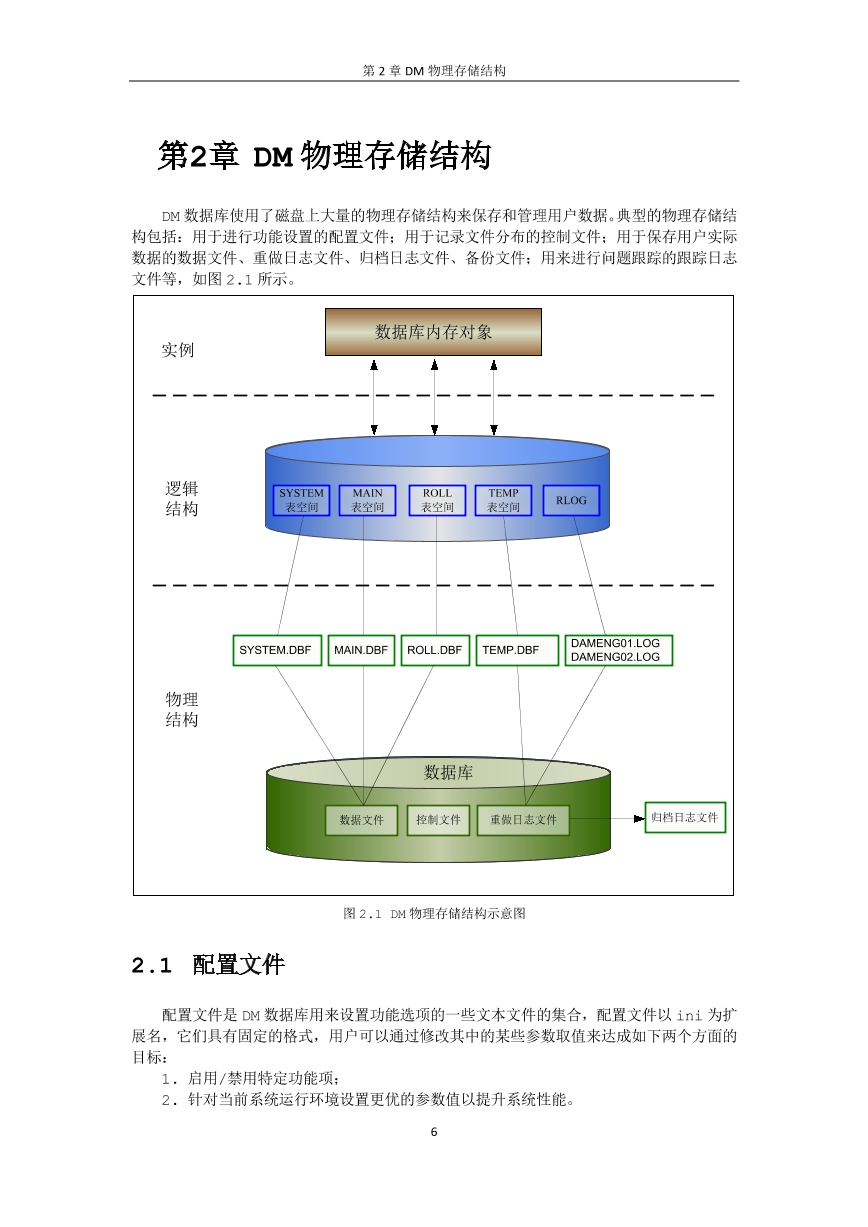 第 2 章 DM 物理存储结构
第2章 DM 物理存储结构
DM 数据库使用了磁盘上大量的物理存储结构来保存和管理用户数据。典型的物理存储结
构包括：用于进行功能设置的配置文件；用于记录文件分布的控制文件；用于保存用户实际
数据的数据文件、重做日志文件、归档日志文件、备份文件；用来进行问题跟踪的跟踪日志
文件等，如图 2.1 所示。
数据库内存对象
实例
逻辑
结构
SYSTEM
表空间
MAIN
表空间
ROLL
表空间
TEMP
表空间
RLOG
SYSTEM.DBF
MAIN.DBF
ROLL.DBF
TEMP.DBF
DAMENG01.LOG
DAMENG02.LOG
物理
结构
数据库
数据文件
控制文件
重做日志文件
归档日志文件
图 2.1 DM 物理存储结构示意图
2.1 配置文件
配置文件是 DM 数据库用来设置功能选项的一些文本文件的集合，配置文件以 ini 为扩
展名，它们具有固定的格式，用户可以通过修改其中的某些参数取值来达成如下两个方面的
目标：
1. 启用/禁用特定功能项；
2. 针对当前系统运行环境设置更优的参数值以提升系统性能。
6